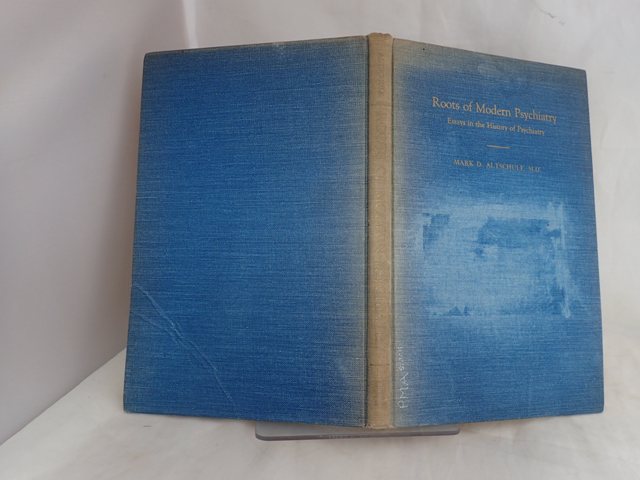 Roots of Modern Psychiatry
Essays in the History of Psychiatry
MARK D. ALTSCHULE, M.D.